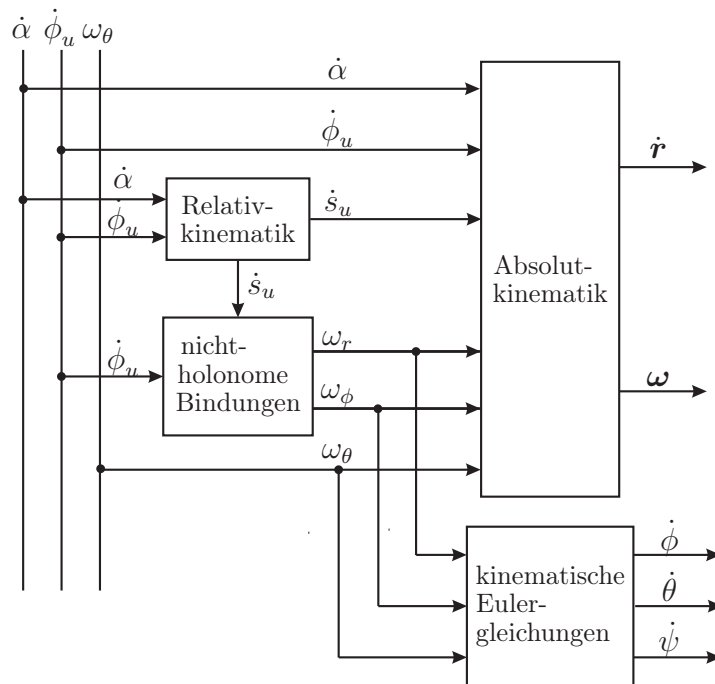 α̇ ϕ̇_u ω_θ
α̇
ϕ̇_u
ṙ
α̇
Relativ-
kinematik
ṡ_u
ϕ̇_u
Absolut-
kinematik
ṡ_u
nicht-
holonome
Bindungen
ω_r
ϕ̇_u
ω_ϕ
ω
ω_θ
kinematische
Euler-
gleichungen
ϕ̇
θ̇
ψ̇